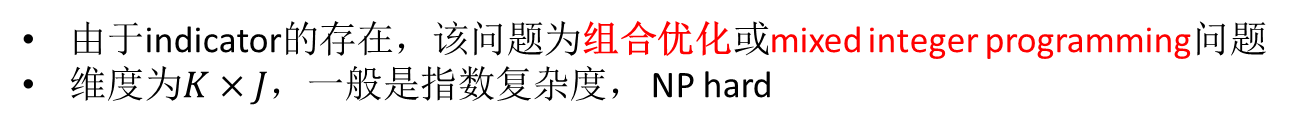 • 由于indicator的存在，该问题为组合优化或mixed integer programming问题
• 维度为K × J，一般是指数复杂度， NP hard